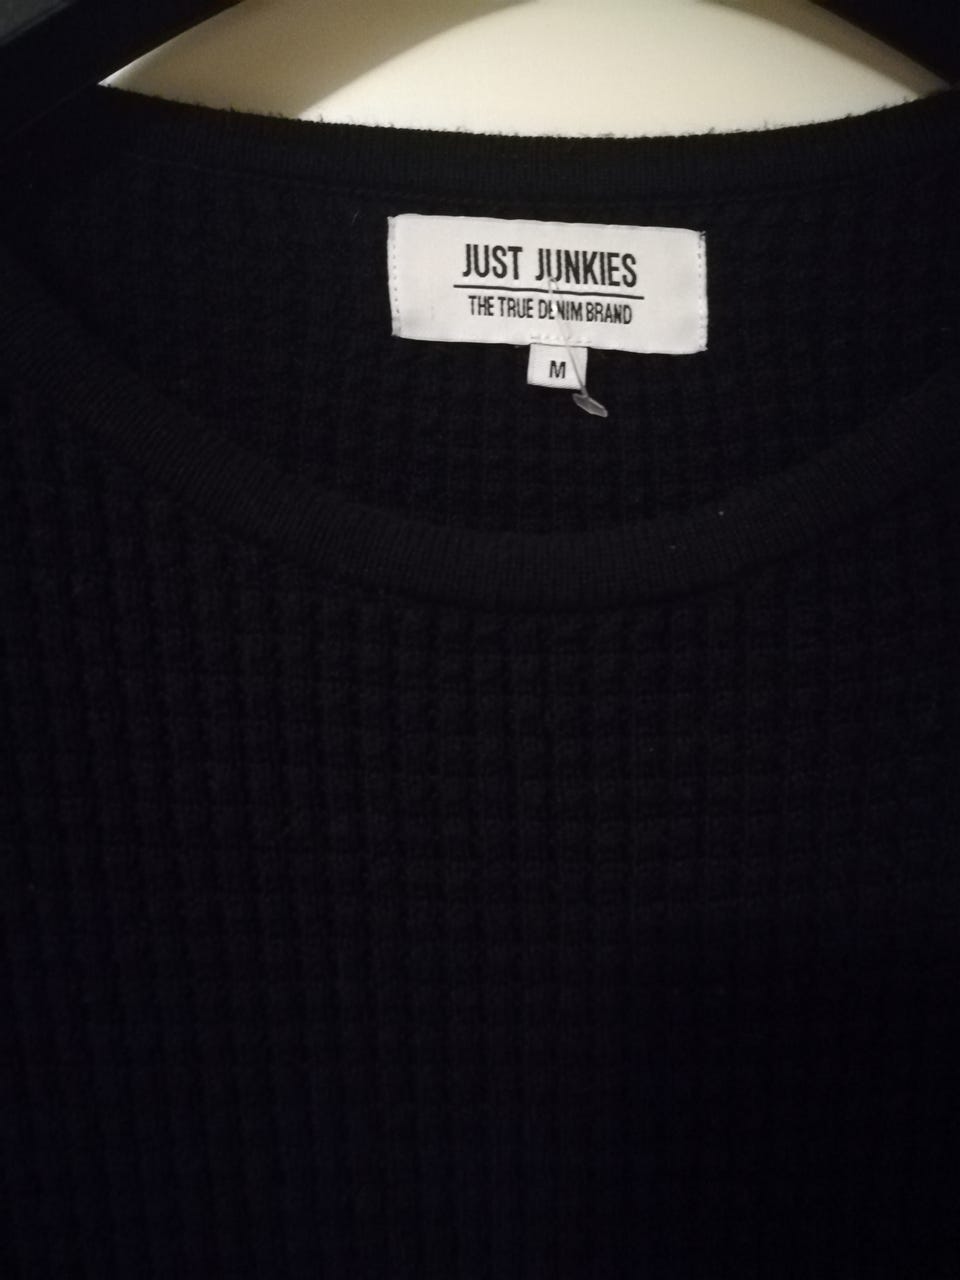 JUST JUNKIES
THE TRUE DENIM BRAND
M